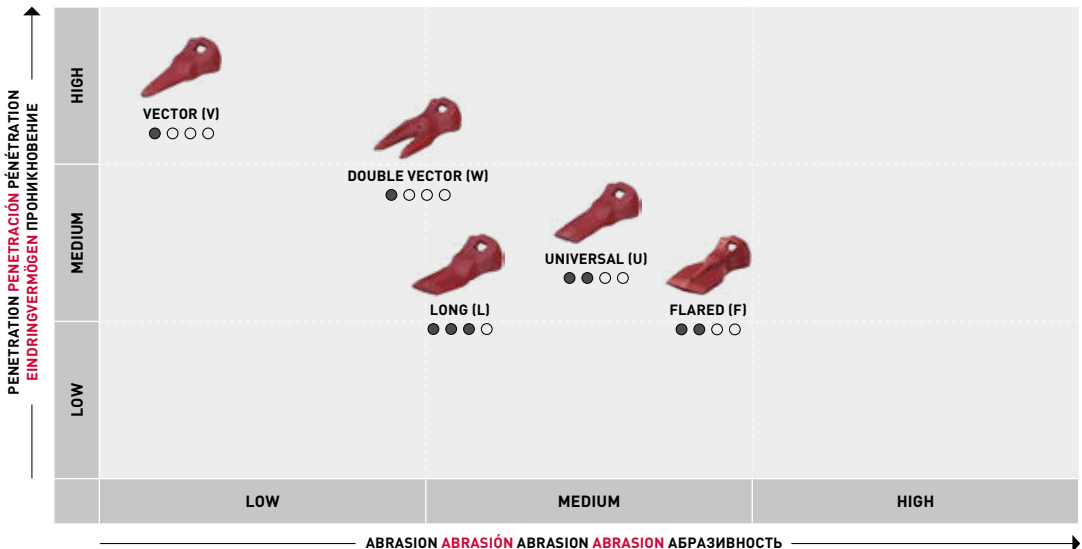 PENETRATION PENETRACIÓN PÉNÉTRATION
EINDRINGVERMÖGEN ПРОНИКНОВЕНИЕ
HIGH
MEDIUM
LOW
VECTOR (V)
DOUBLE VECTOR (W)
UNIVERSAL (U)
LONG (L)
FLARED (F)
LOW
MEDIUM
HIGH
ABRASION ABRASIÓN ABRASION ABRASION АБРАЗИВНОСТЬ